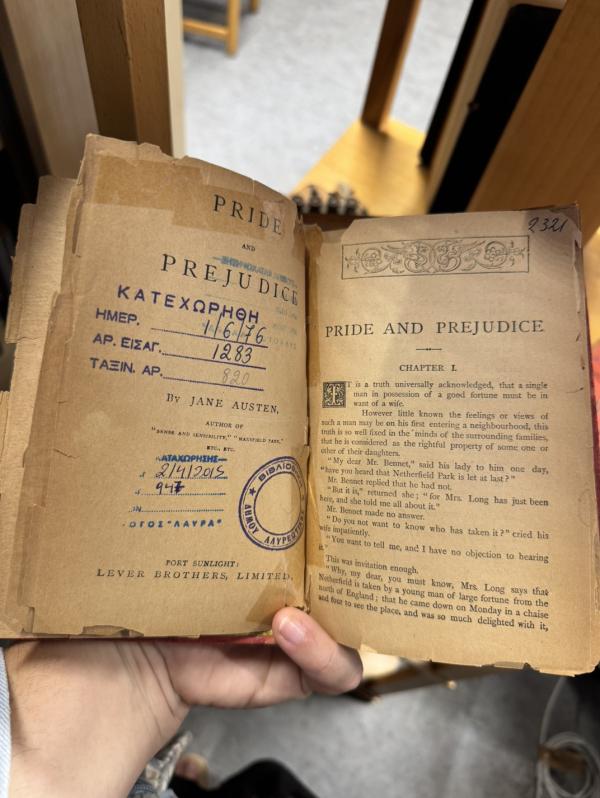 PRIDE
AND
PREJUDICE
ΚΑΤΕΧΩΡΗΘΗ
ΗΜΕΡ. 1/6/76
ΑΡ. ΕΙΣΑΓ. 1283
ΤΑΞΙΝ. ΑΡ. 820
By JANE AUSTEN,
AUTHOR OF
"SENSE AND SENSIBILITY," "MANSFIELD PARK,"
ETC., ETC.
ΚΑΤΑΧΩΡΗΣΗΣ
2/4/2015
947
ΟΓΟΣ "ΛΑΥΡΑ"
ΒΙΒΛΙΟ
ΔΗΜΟΥ ΛΑΥΡΕΩΤΙ
PORT SUNLIGHT:
LEVER BROTHERS, LIMITED.
2321
PRIDE AND PREJUDICE
CHAPTER I.
IT is a truth universally acknowledged, that a single
man in possession of a good fortune must be in
want of a wife.
However little known the feelings or views of
such a man may be on his first entering a neighbourhood, this
truth is so well fixed in the minds of the surrounding families,
that he is considered as the rightful property of some one or
other of their daughters.
"My dear Mr. Bennet," said his lady to him one day,
"have you heard that Netherfield Park is let at last?"
Mr. Bennet replied that he had not.
"But it is," returned she; "for Mrs. Long has just been
here, and she told me all about it."
Mr. Bennet made no answer.
"Do you not want to know who has taken it?" cried his
wife impatiently.
"You want to tell me, and I have no objection to hearing
it."
This was invitation enough.
"Why, my dear, you must know, Mrs. Long says that
Netherfield is taken by a young man of large fortune from the
north of England; that he came down on Monday in a chaise
and four to see the place, and was so much delighted with it,